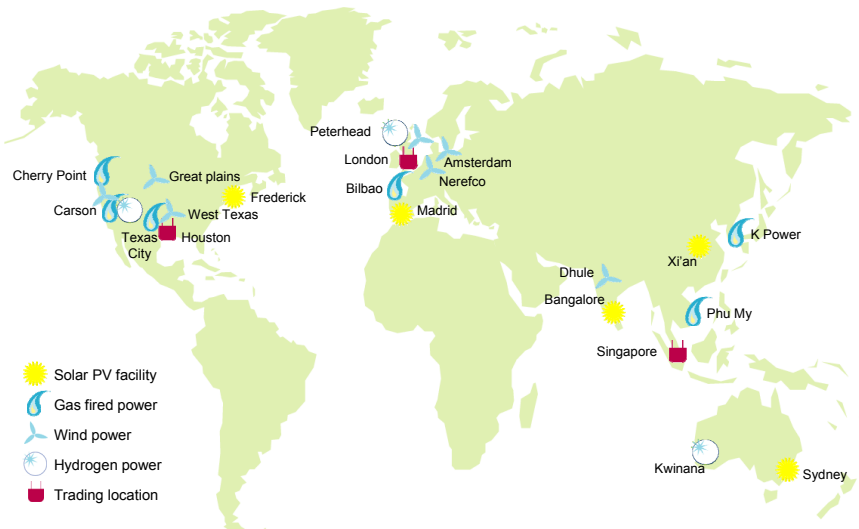 Peterhead
London
Amsterdam
Nerefco
Cherry Point
Great plains
Bilbao
Frederick
Carson
West Texas
Madrid
Texas
City
Houston
K Power
Xi'an
Dhule
Bangalore
Phu My
Singapore
Solar PV facility
Gas fired power
Wind power
Hydrogen power
Kwinana
Sydney
Trading location